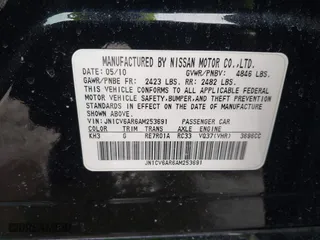 MANUFACTURED BY NISSAN MOTOR CO.,LTD.
DATE: 05/10 GVWR/PNBV: 4846 LBS.
GAWR/PNBE FR: 2423 LBS. RR: 2482 LBS.
THIS VEHICLE CONFORMS TO ALL APPLICABLE FEDERAL
MOTOR VEHICLE SAFETY, BUMPER, AND THEFT PREVENTION
STANDARDS IN EFFECT ON THE DATE OF MANUFACTURE
SHOWN ABOVE.
VIN: JN1CV6AR6AM253691 PASSENGER CAR
KH3 G TRANS RE7R01A AXLE RC33 ENGINE VQ37(VHR) 3696CC
JN1CV6AR6AM253691